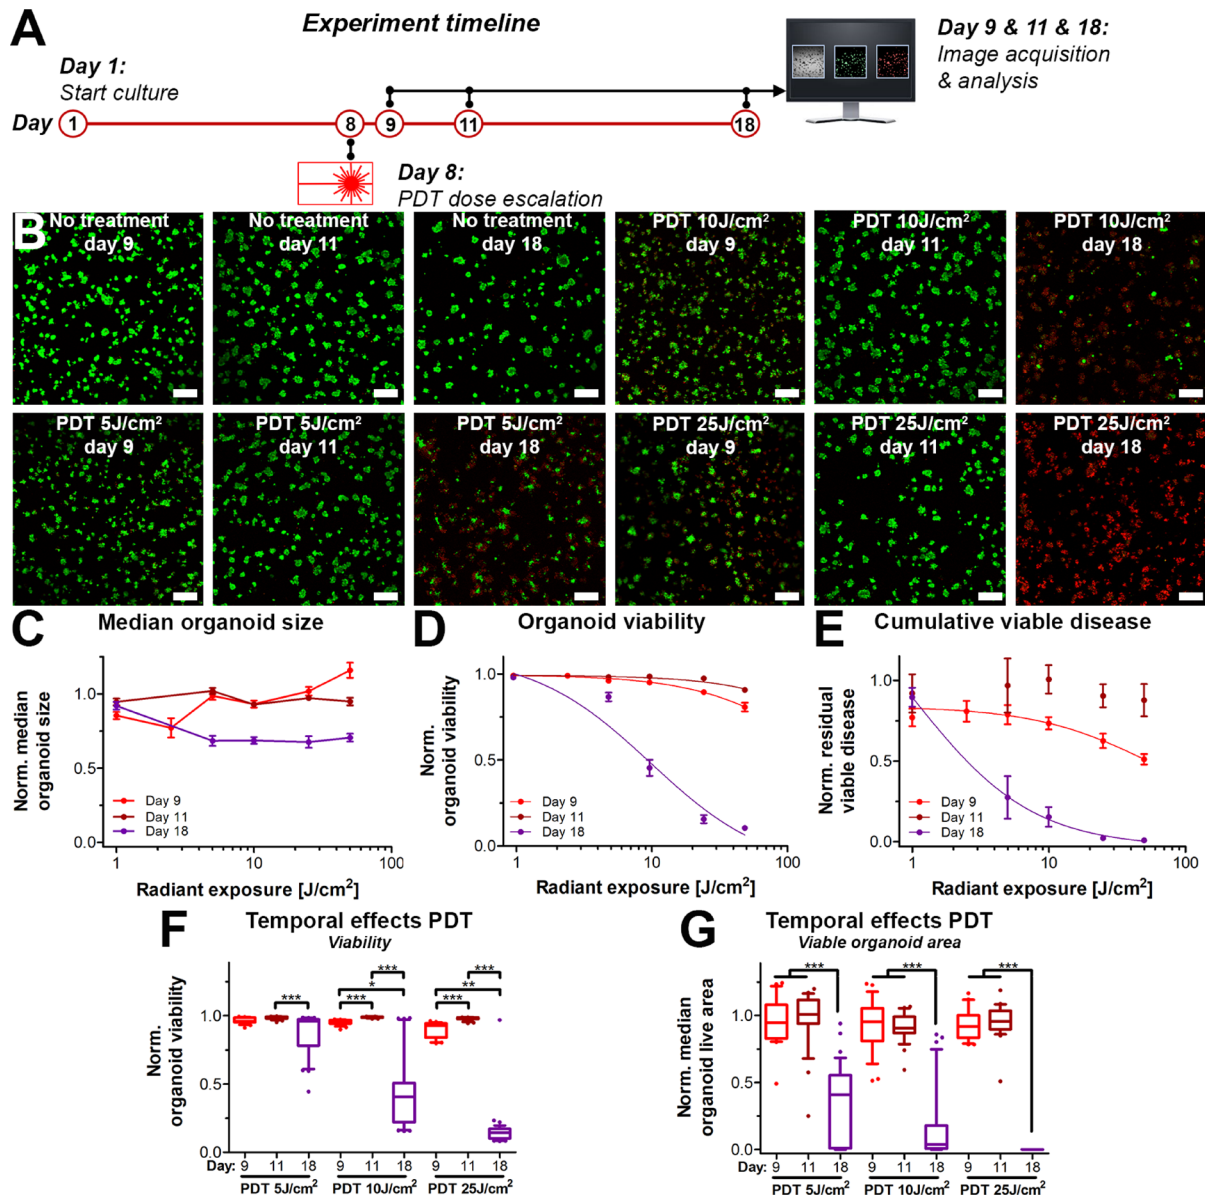 A
Experiment timeline
Day 1:
Start culture
Day
1
8
9
11
18
Day 9 & 11 & 18:
Image acquisition
& analysis
Day 8:
PDT dose escalation
B
No treatment
day 9
No treatment
day 11
No treatment
day 18
PDT 10J/cm²
day 9
PDT 10J/cm²
day 11
PDT 10J/cm²
day 18
PDT 5J/cm²
day 9
PDT 5J/cm²
day 11
PDT 5J/cm²
day 18
PDT 25J/cm²
day 9
PDT 25J/cm²
day 11
PDT 25J/cm²
day 18
C
Median organoid size
Norm. median
organoid size
1.0
0.5
0.0
Day 9
Day 11
Day 18
1 10 100
Radiant exposure [J/cm²]
D
Organoid viability
Norm.
organoid viability
1.0
0.5
0.0
Day 9
Day 11
Day 18
1 10 100
Radiant exposure [J/cm²]
E
Cumulative viable disease
Norm. residual
viable disease
1.0
0.5
0.0
Day 9
Day 11
Day 18
1 10 100
Radiant exposure [J/cm²]
F
Temporal effects PDT
Viability
Norm.
organoid viability
1.0
0.5
0.0
***
***
*
***
***
**
***
Day: 9 11 18 9 11 18 9 11 18
PDT 5J/cm² PDT 10J/cm² PDT 25J/cm²
G
Temporal effects PDT
Viable organoid area
Norm. median
organoid live area
1.0
0.5
0.0
***
***
***
Day: 9 11 18 9 11 18 9 11 18
PDT 5J/cm² PDT 10J/cm² PDT 25J/cm²